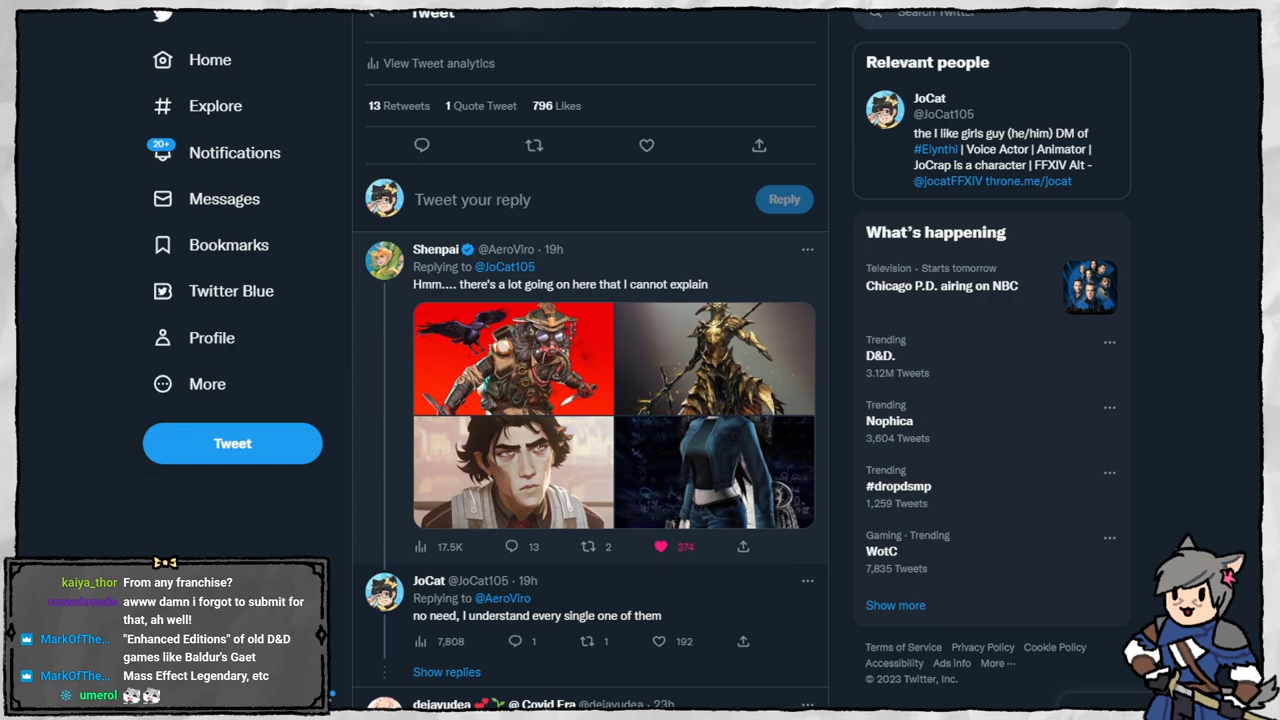 Home
Explore
20+
Notifications
Messages
Bookmarks
Twitter Blue
Profile
More
Tweet
Tweet
View Tweet analytics
13 Retweets 1 Quote Tweet 796 Likes
Tweet your reply
Reply
Shenpai @AeroViro · 19h
Replying to @JoCat105
Hmm.... there's a lot going on here that I cannot explain
17.5K 13 2 374
JoCat @JoCat105 · 19h
Replying to @AeroViro
no need, I understand every single one of them
7,808 1 1 192
Show replies
dejavudea @ Covid Era @dejavudea · 23h
Search Twitter
Relevant people
JoCat
@JoCat105
the I like girls guy (he/him) DM of
#Elynthi | Voice Actor | Animator |
JoCrap is a character | FFXIV Alt -
@jocatFFXIV throne.me/jocat
What's happening
Television · Starts tomorrow
Chicago P.D. airing on NBC
Trending
D&D.
3.12M Tweets
Trending
Nophica
3,604 Tweets
Trending
#dropdsmp
1,259 Tweets
Gaming · Trending
WotC
7,835 Tweets
Show more
Terms of Service Privacy Policy Cookie Policy
Accessibility Ads info More ···
© 2023 Twitter, Inc.
kaiya_thor From any franchise?
awww damn i forgot to submit for
that, ah well!
MarkOfThe... "Enhanced Editions" of old D&D
games like Baldur's Gaet
MarkOfThe... Mass Effect Legendary, etc
umerol